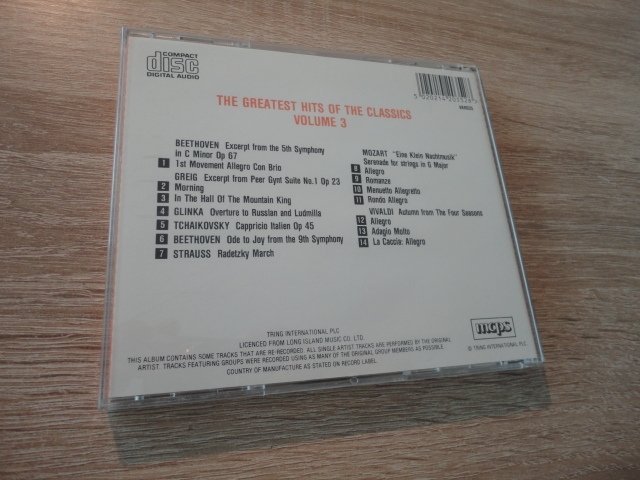 COMPACT
disc
DIGITAL AUDIO
THE GREATEST HITS OF THE CLASSICS
VOLUME 3
BEETHOVEN Excerpt from the 5th Symphony
in C Minor Op 67
1 1st Movement Allegro Con Brio
GREIG Excerpt from Peer Gynt Suite No.1 Op 23
2 Morning
3 In The Hall Of The Mountain King
4 GLINKA Overture to Russlan and Ludmilla
5 TCHAIKOVSKY Cappricio Italien Op 45
6 BEETHOVEN Ode to Joy from the 9th Symphony
7 STRAUSS Radetzky March
MOZART "Eine Klein Nachtmusik"
Serenade for strings in G Major
8 Allegro
9 Romanze
10 Menuetto Allegretto
11 Rondo Allegro
VIVALDI Autumn from The Four Seasons
12 Allegro
13 Adagio Molto
14 La Caccia: Allegro
TRING INTERNATIONAL PLC
LICENCED FROM LONG ISLAND MUSIC CO. LTD.
THIS ALBUM CONTAINS SOME TRACKS THAT ARE RE-RECORDED. ALL SINGLE ARTIST TRACKS ARE PERFORMED BY THE ORIGINAL
ARTIST. TRACKS FEATURING GROUPS WERE RECORDED USING AS MANY OF THE ORIGINAL GROUP MEMBERS AS POSSIBLE
COUNTRY OF MANUFACTURE AS STATED ON RECORD LABEL.
mcps
© TRING INTERNATIONAL PLC